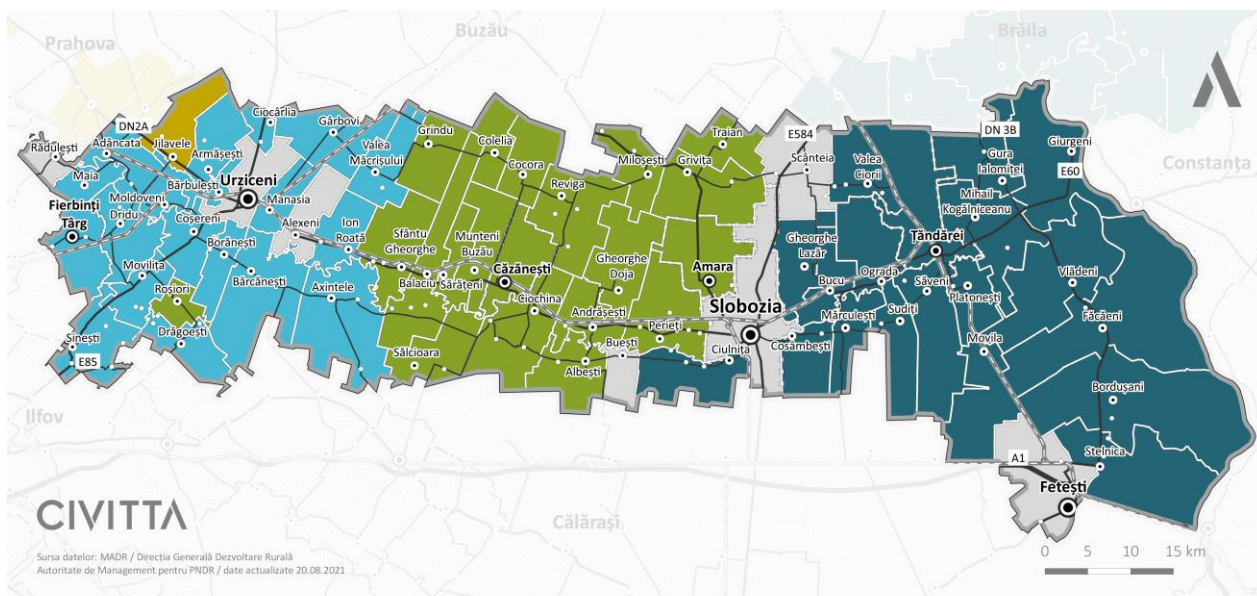 Prahova
Buzău
Brăila
DN2A
Ciocârlia
Gârbovi
Grindu
Colelia
Traian
E584
DN 3B
Rădulești
Adâncata
Jilavele
Armășești
Valea
Măcrișului
Cocora
Miloșești
Grivița
Scânteia
Valea
Ciorii
Gura
Ialomiței
Giurgeni
Constanța
E60
Maia
Bărbulești
Urziceni
Moldoveni
Manasia
Reviga
Mihail
Kogălniceanu
Fierbinți
Târg
Dridu
Coșereni
Alexeni
Ion
Roată
Sfântu
Gheorghe
Munteni
Buzău
Gheorghe
Doja
Gheorghe
Lazăr
Țăndărei
Borănești
Movilița
Bărcănești
Axintele
Balaciu
Sărățeni
Căzănești
Amara
Bucu
Ograda
Săveni
Platonești
Vlădeni
Roșiori
Ciochina
Slobozia
Mărculești
Sudiți
Făcăeni
Sinești
Drăgoești
Andrășești
Perieți
Cosâmbești
Movila
E85
Sălcioara
Albești
Buești
Ciulnița
Bordușani
Ilfov
A1
Stelnica
Fetești
Călărași
CIVITTA
Sursa datelor: MADR / Direcția Generală Dezvoltare Rurală
Autoritate de Management pentru PNDR / date actualizate 20.08.2021
0 5 10 15 km